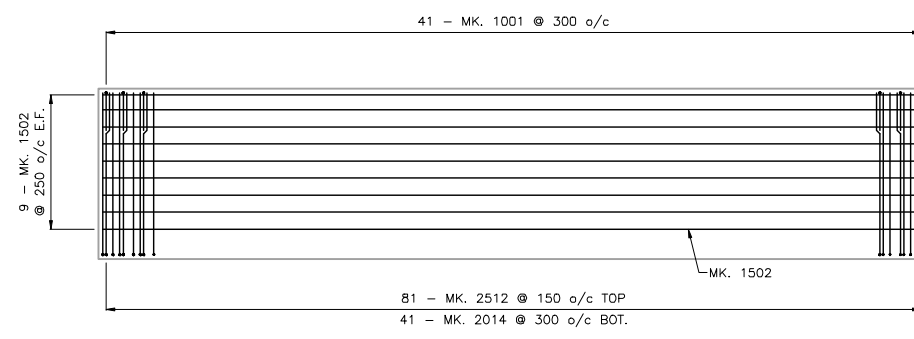 41 – MK. 1001 @ 300 o/c
9 – MK. 1502
@ 250 o/c E.F.
MK. 1502
81 – MK. 2512 @ 150 o/c TOP
41 – MK. 2014 @ 300 o/c BOT.